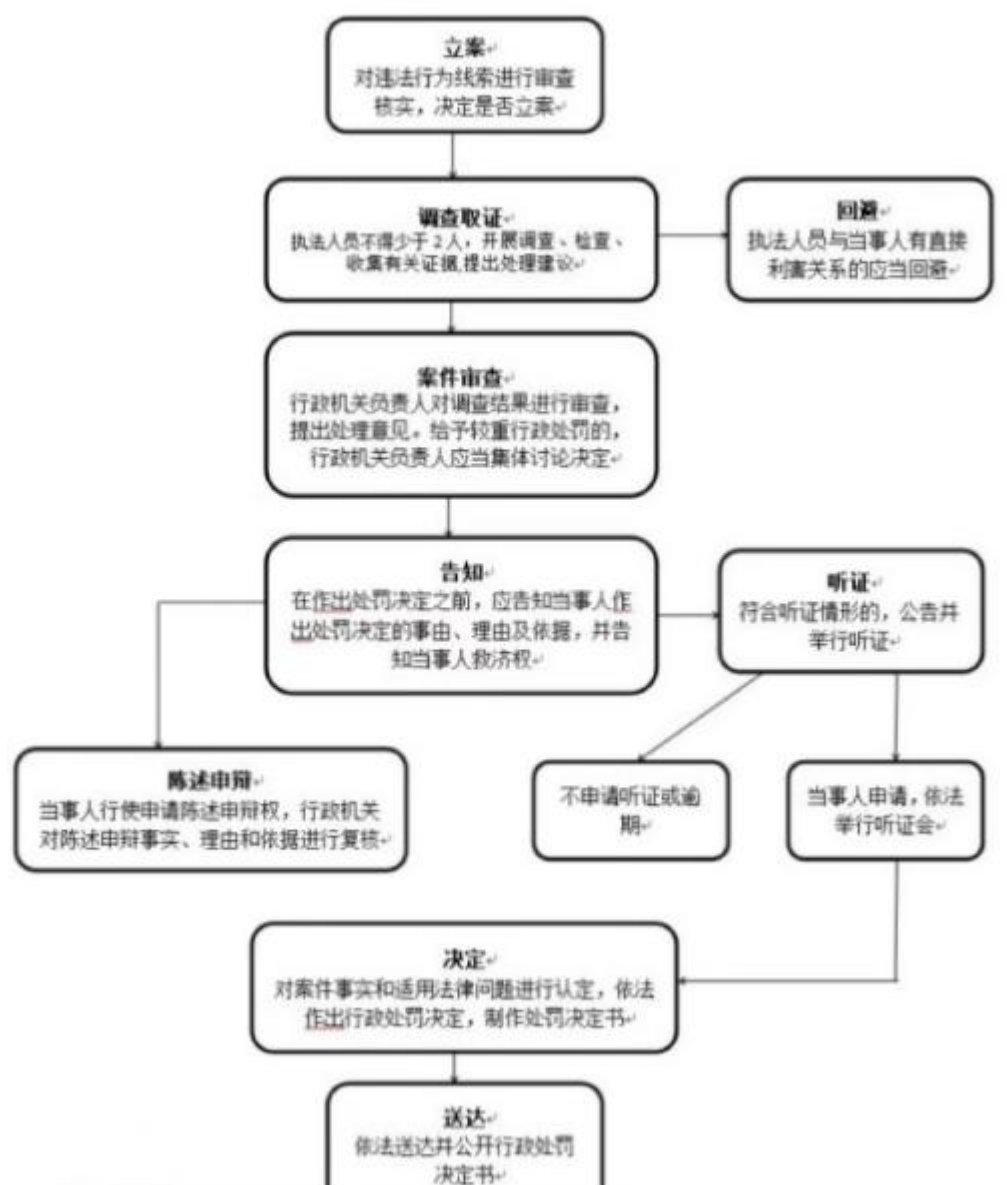 立案
对违法行为线索进行审查
核实，决定是否立案
调查取证
执法人员不得少于 2 人，开展调查、检查、
收集有关证据,提出处理建议
回避
执法人员与当事人有直接
利害关系的应当回避
案件审查
行政机关负责人对调查结果进行审查，
提出处理意见。给予较重行政处罚的，
行政机关负责人应当集体讨论决定
告知
在作出处罚决定之前，应告知当事人作
出处罚决定的事由、理由及依据，并告
知当事人救济权
听证
符合听证情形的，公告并
举行听证
陈述申辩
当事人行使申请陈述申辩权，行政机关
对陈述申辩事实、理由和依据进行复核
不申请听证或逾
期
当事人申请，依法
举行听证会
决定
对案件事实和适用法律问题进行认定，依法
作出行政处罚决定，制作处罚决定书
送达
依法送达并公开行政处罚
决定书